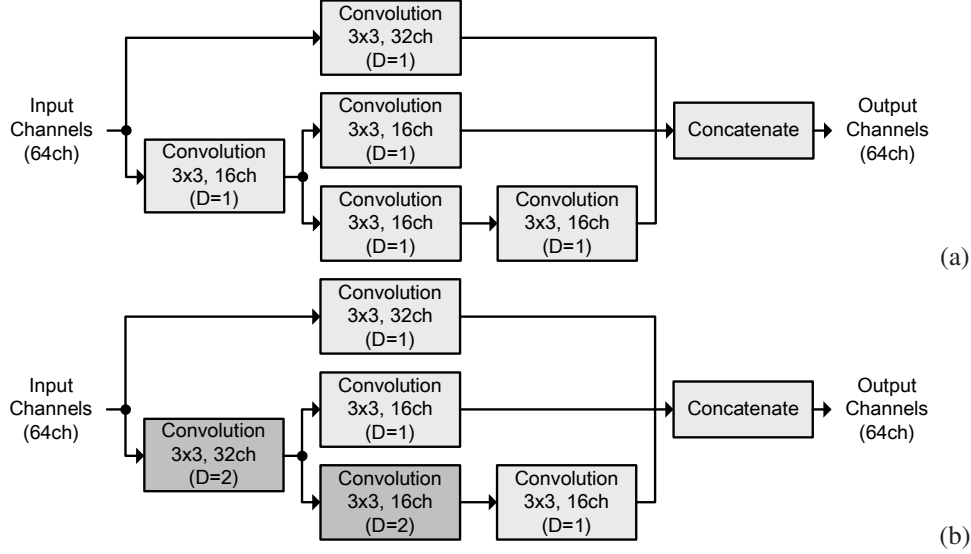 Convolution
3x3, 32ch
(D=1)
Input
Channels
(64ch)
Convolution
3x3, 16ch
(D=1)
Convolution
3x3, 16ch
(D=1)
Convolution
3x3, 16ch
(D=1)
Convolution
3x3, 16ch
(D=1)
Concatenate
Output
Channels
(64ch)
(a)
Convolution
3x3, 32ch
(D=1)
Input
Channels
(64ch)
Convolution
3x3, 32ch
(D=2)
Convolution
3x3, 16ch
(D=1)
Convolution
3x3, 16ch
(D=2)
Convolution
3x3, 16ch
(D=1)
Concatenate
Output
Channels
(64ch)
(b)